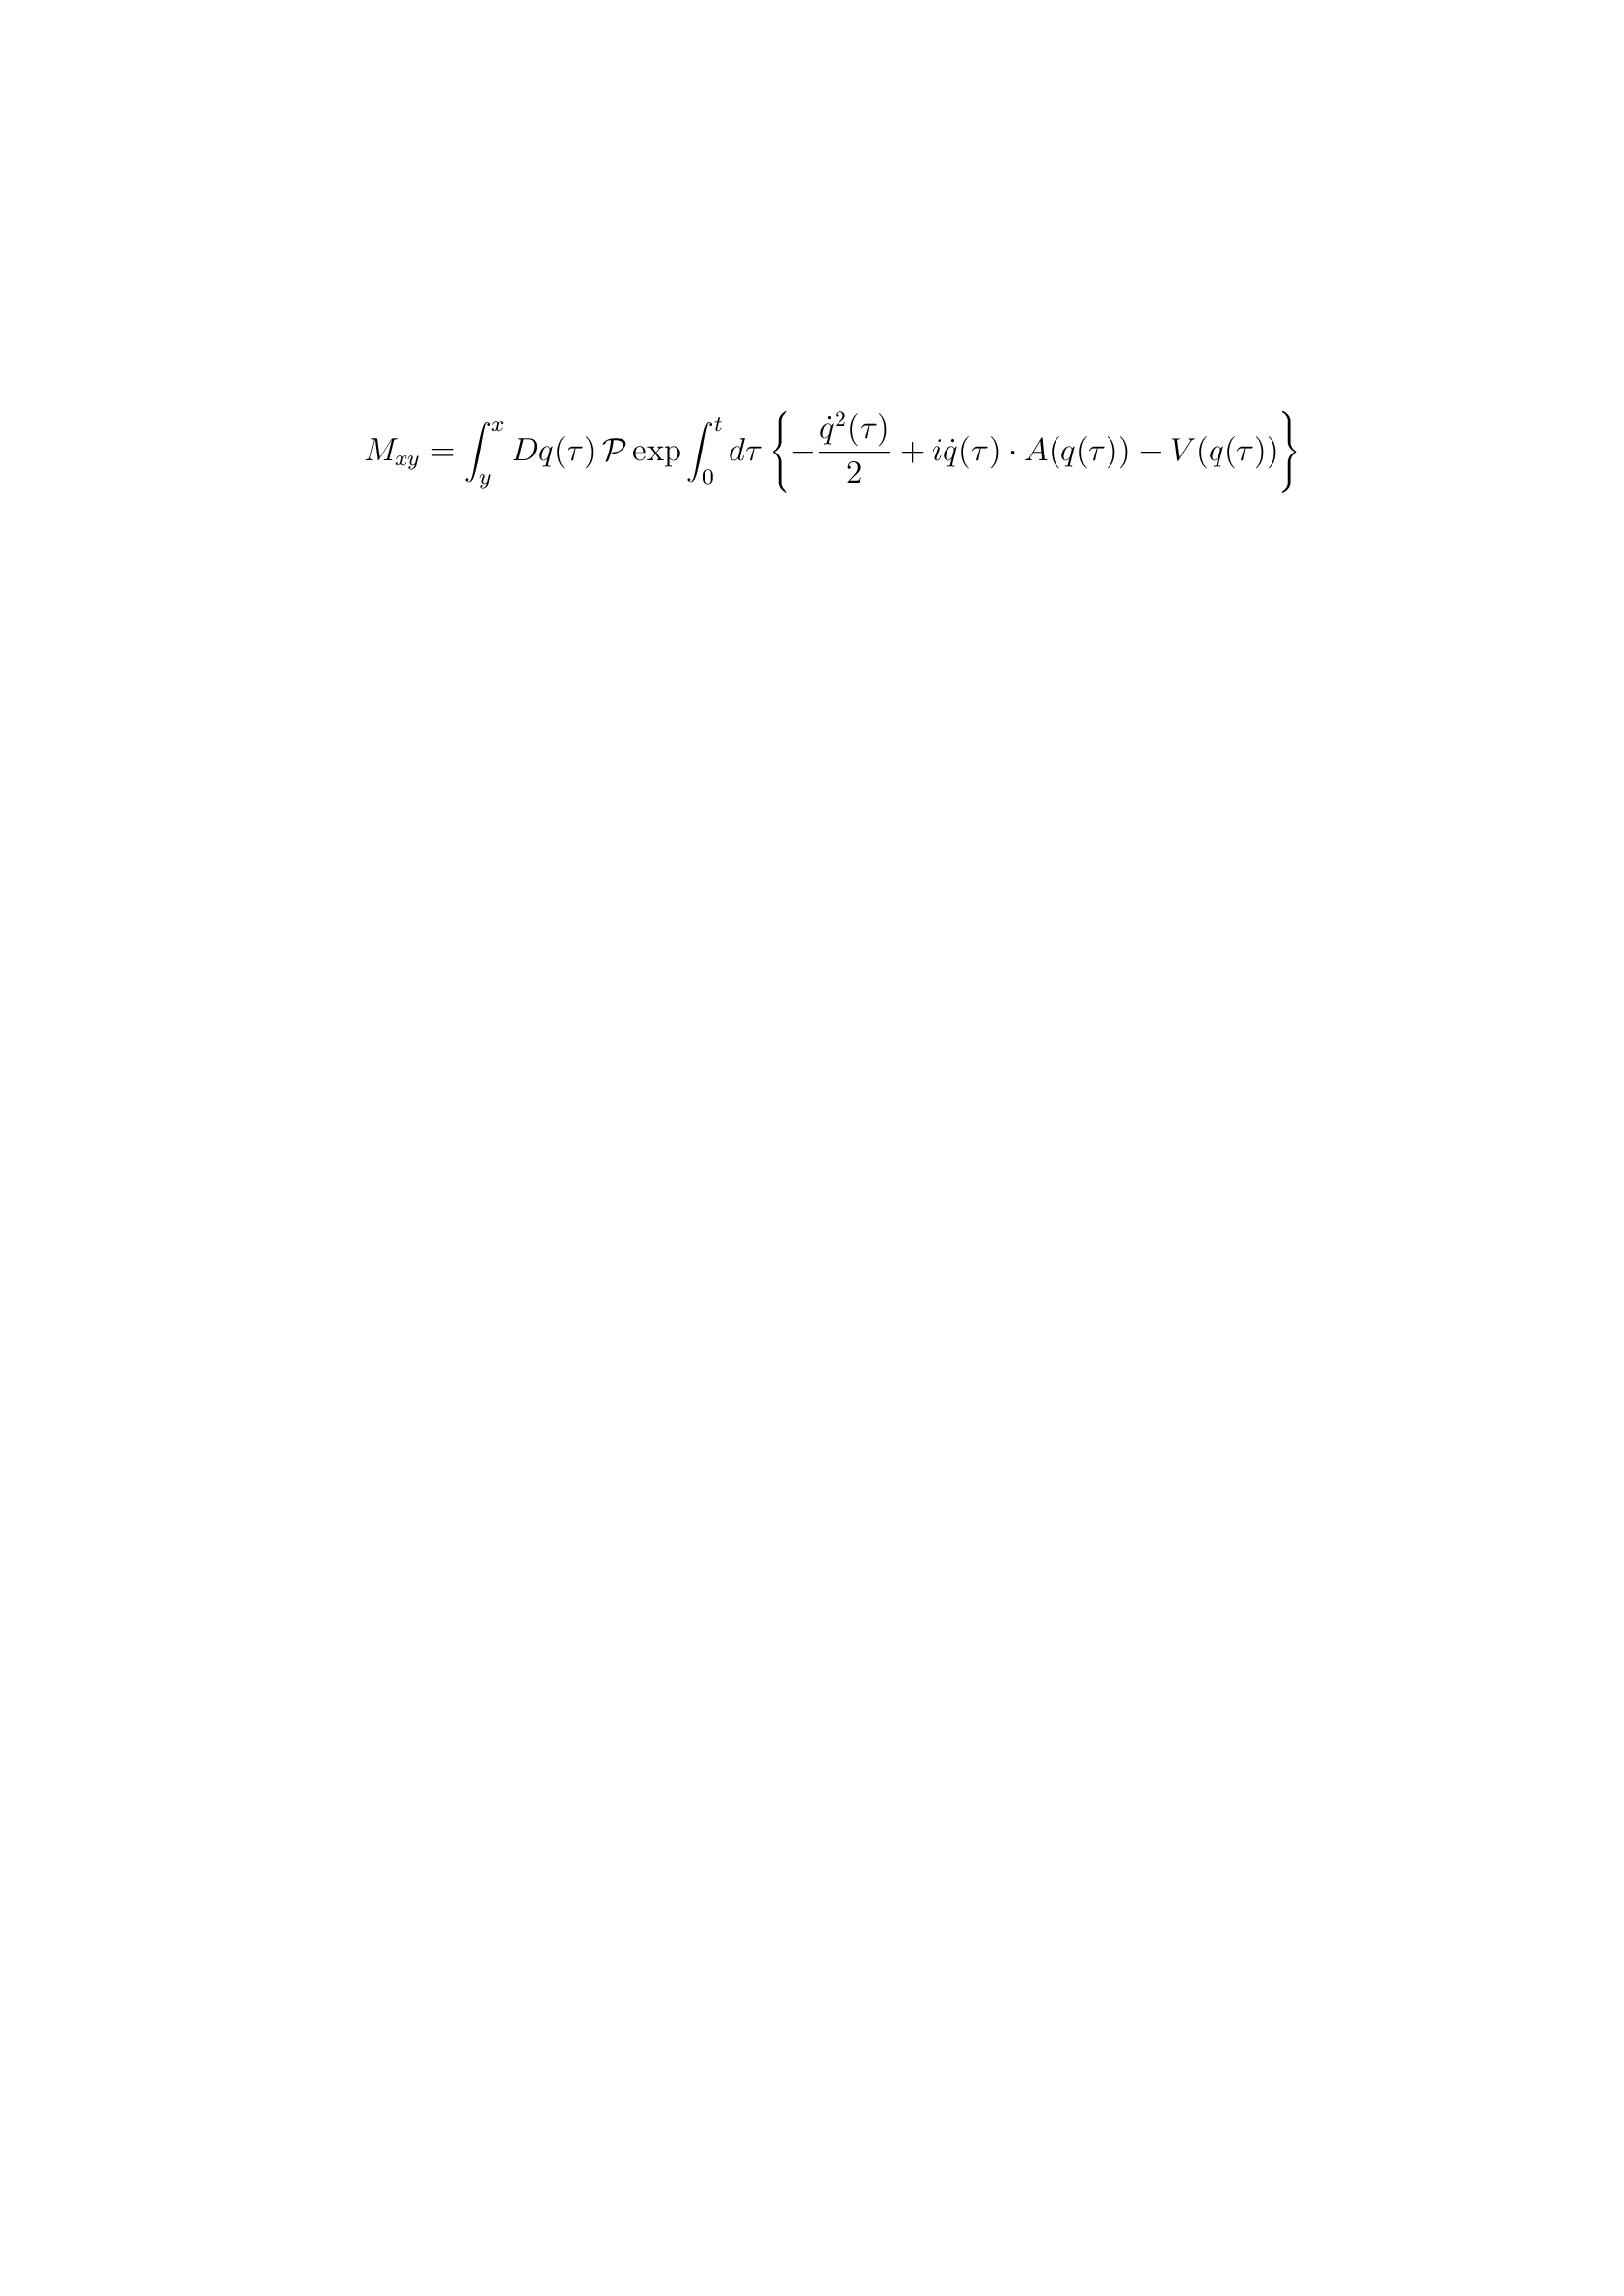 $M_{xy} = \int_y^x Dq(\tau)\, \mathcal{P} \exp \int_0^t d\tau \left\{ -\frac{\dot{q}^2(\tau)}{2} + i\dot{q}(\tau) \cdot A(q(\tau)) - V(q(\tau)) \right\}$